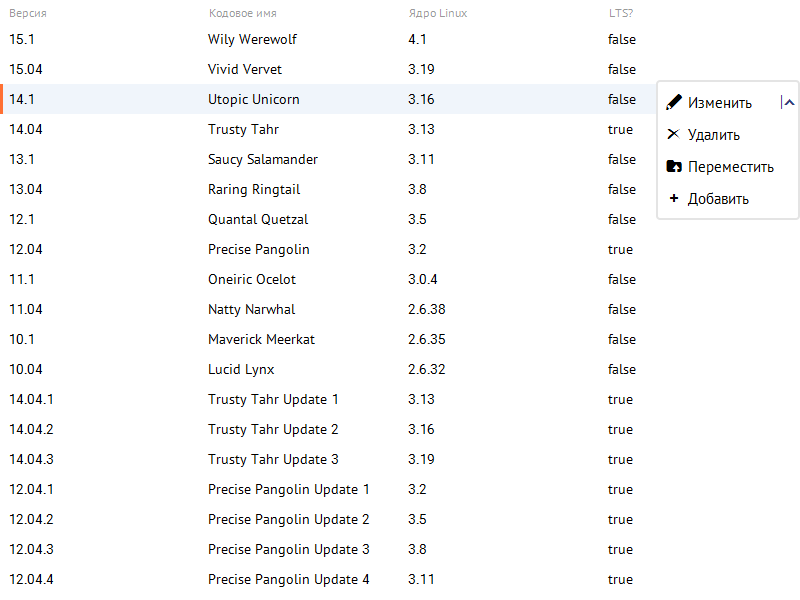 Версия Кодовое имя Ядро Linux LTS?
15.1 Wily Werewolf 4.1 false
15.04 Vivid Vervet 3.19 false
14.1 Utopic Unicorn 3.16 false
Изменить
14.04 Trusty Tahr 3.13 true
Удалить
13.1 Saucy Salamander 3.11 false
Переместить
13.04 Raring Ringtail 3.8 false
Добавить
12.1 Quantal Quetzal 3.5 false
12.04 Precise Pangolin 3.2 true
11.1 Oneiric Ocelot 3.0.4 false
11.04 Natty Narwhal 2.6.38 false
10.1 Maverick Meerkat 2.6.35 false
10.04 Lucid Lynx 2.6.32 false
14.04.1 Trusty Tahr Update 1 3.13 true
14.04.2 Trusty Tahr Update 2 3.16 true
14.04.3 Trusty Tahr Update 3 3.19 true
12.04.1 Precise Pangolin Update 1 3.2 true
12.04.2 Precise Pangolin Update 2 3.5 true
12.04.3 Precise Pangolin Update 3 3.8 true
12.04.4 Precise Pangolin Update 4 3.11 true